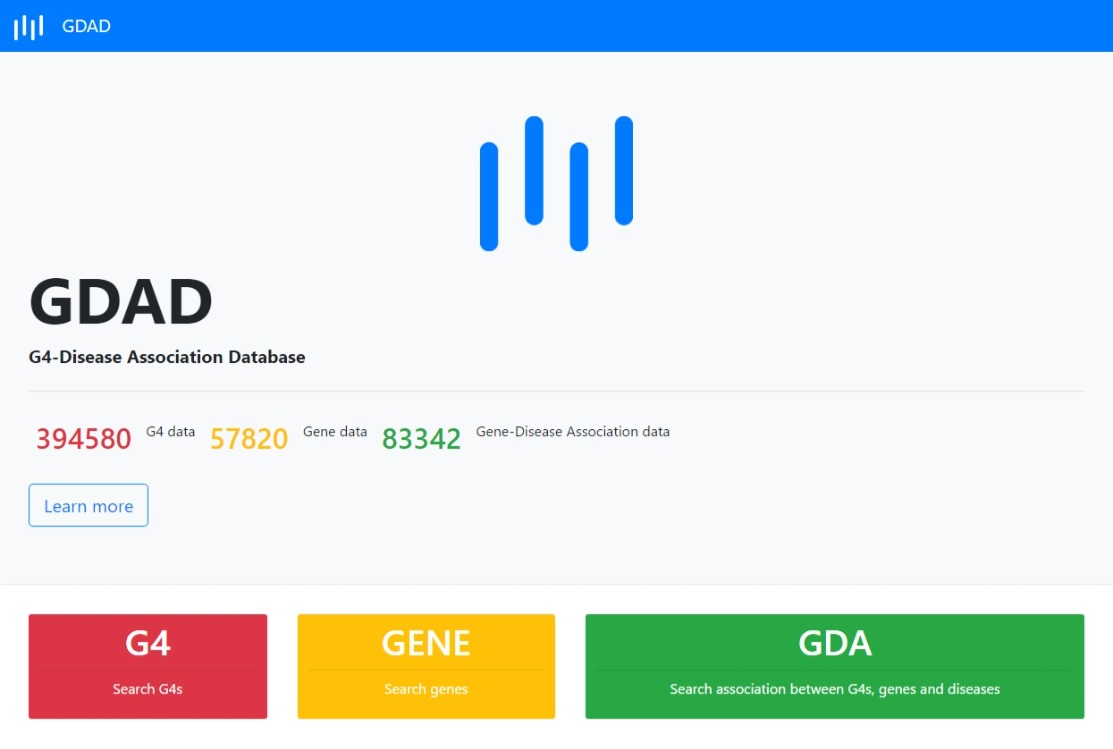 GDAD
GDAD
G4-Disease Association Database
394580 G4 data 57820 Gene data 83342 Gene-Disease Association data
Learn more
G4 GENE GDA
Search G4s Search genes Search association between G4s, genes and diseases